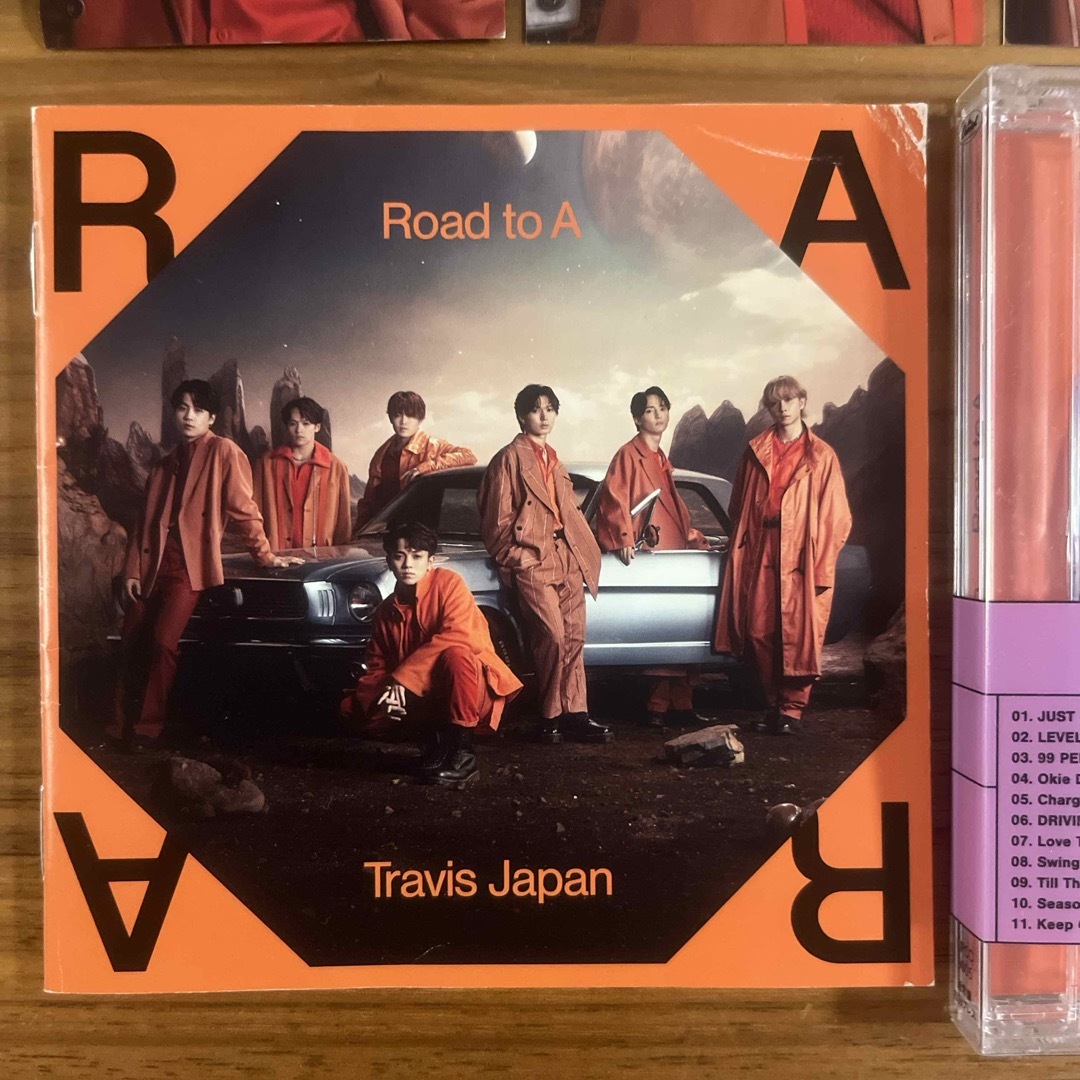 R A
Road to A
Travis Japan
A R
01. JUST
02. LEVEL
03. 99 PE
04. Okie D
05. Charg
06. DRIVIN
07. Love T
08. Swing
09. Till Th
10. Seaso
11. Keep